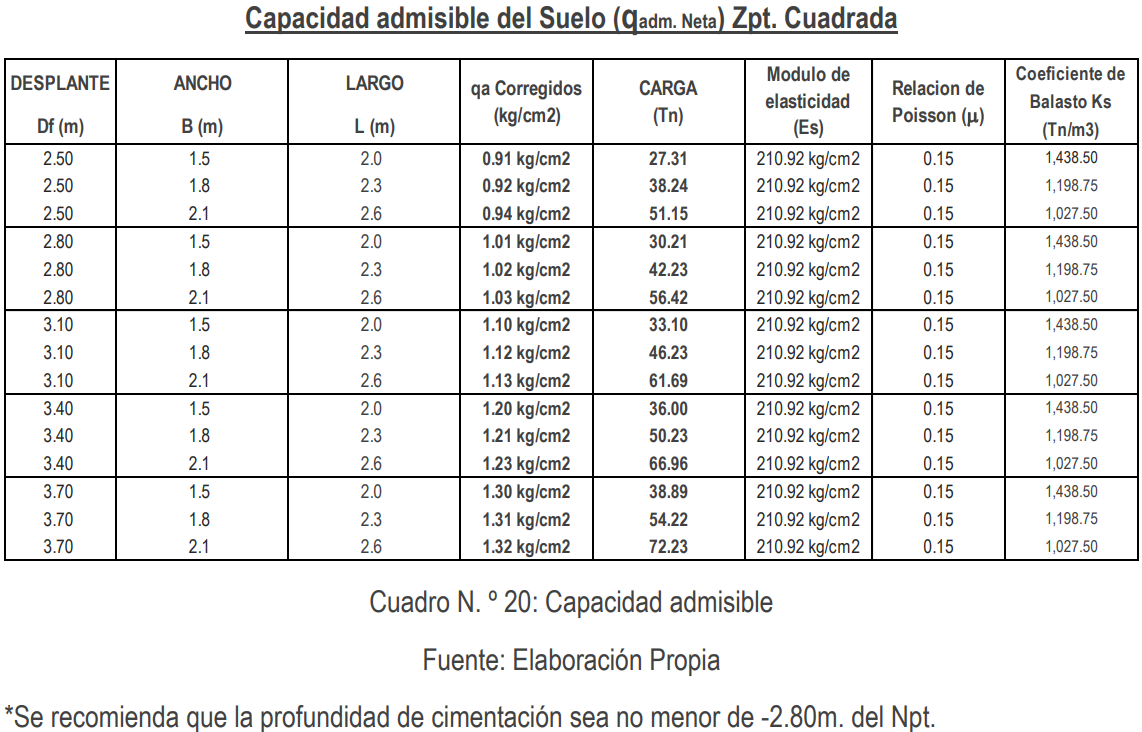 Capacidad admisible del Suelo (qadm. Neta) Zpt. Cuadrada
DESPLANTE Df (m) ANCHO B (m) LARGO L (m) qa Corregidos (kg/cm2) CARGA (Tn) Modulo de elasticidad (Es) Relacion de Poisson (μ) Coeficiente de Balasto Ks (Tn/m3)
2.50 1.5 2.0 0.91 kg/cm2 27.31 210.92 kg/cm2 0.15 1,438.50
2.50 1.8 2.3 0.92 kg/cm2 38.24 210.92 kg/cm2 0.15 1,198.75
2.50 2.1 2.6 0.94 kg/cm2 51.15 210.92 kg/cm2 0.15 1,027.50
2.80 1.5 2.0 1.01 kg/cm2 30.21 210.92 kg/cm2 0.15 1,438.50
2.80 1.8 2.3 1.02 kg/cm2 42.23 210.92 kg/cm2 0.15 1,198.75
2.80 2.1 2.6 1.03 kg/cm2 56.42 210.92 kg/cm2 0.15 1,027.50
3.10 1.5 2.0 1.10 kg/cm2 33.10 210.92 kg/cm2 0.15 1,438.50
3.10 1.8 2.3 1.12 kg/cm2 46.23 210.92 kg/cm2 0.15 1,198.75
3.10 2.1 2.6 1.13 kg/cm2 61.69 210.92 kg/cm2 0.15 1,027.50
3.40 1.5 2.0 1.20 kg/cm2 36.00 210.92 kg/cm2 0.15 1,438.50
3.40 1.8 2.3 1.21 kg/cm2 50.23 210.92 kg/cm2 0.15 1,198.75
3.40 2.1 2.6 1.23 kg/cm2 66.96 210.92 kg/cm2 0.15 1,027.50
3.70 1.5 2.0 1.30 kg/cm2 38.89 210.92 kg/cm2 0.15 1,438.50
3.70 1.8 2.3 1.31 kg/cm2 54.22 210.92 kg/cm2 0.15 1,198.75
3.70 2.1 2.6 1.32 kg/cm2 72.23 210.92 kg/cm2 0.15 1,027.50
Cuadro N. º 20: Capacidad admisible
Fuente: Elaboración Propia
*Se recomienda que la profundidad de cimentación sea no menor de -2.80m. del Npt.